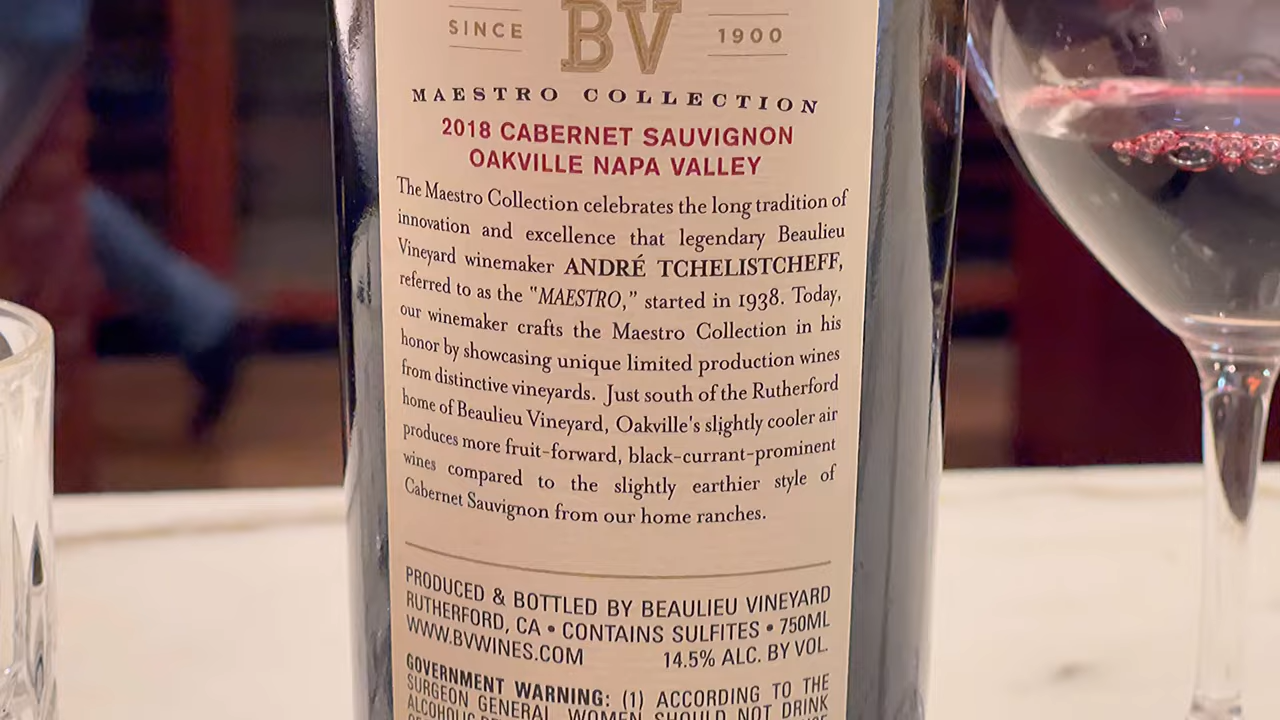 SINCE BV 1900
MAESTRO COLLECTION
2018 CABERNET SAUVIGNON
OAKVILLE NAPA VALLEY
The Maestro Collection celebrates the long tradition of
innovation and excellence that legendary Beaulieu
Vineyard winemaker ANDRÉ TCHELISTCHEFF,
referred to as the "MAESTRO," started in 1938. Today,
our winemaker crafts the Maestro Collection in his
honor by showcasing unique limited production wines
from distinctive vineyards. Just south of the Rutherford
home of Beaulieu Vineyard, Oakville's slightly cooler air
produces more fruit-forward, black-currant-prominent
wines compared to the slightly earthier style of
Cabernet Sauvignon from our home ranches.
PRODUCED & BOTTLED BY BEAULIEU VINEYARD
RUTHERFORD, CA • CONTAINS SULFITES • 750ML
WWW.BVWINES.COM 14.5% ALC. BY VOL.
GOVERNMENT WARNING: (1) ACCORDING TO THE
SURGEON GENERAL, WOMEN SHOULD NOT DRINK
ALCOHOLIC